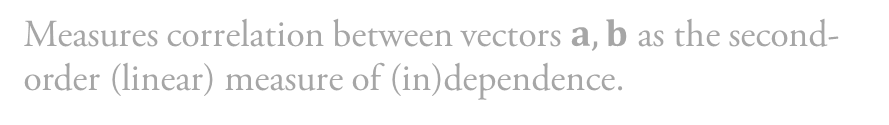 Measures correlation between vectors a, b as the second-
order (linear) measure of (in)dependence.